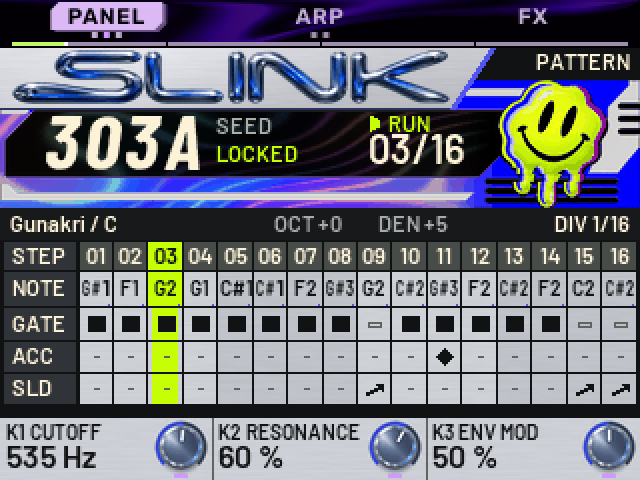 PANEL ARP FX
SLINK
PATTERN
303A SEED LOCKED RUN 03/16
Gunakri / C OCT +0 DEN +5 DIV 1/16
STEP 01 02 03 04 05 06 07 08 09 10 11 12 13 14 15 16
NOTE G#1 F1 G2 G1 C#1 C#1 F2 G#3 G2 C#2 G#3 F2 C#2 F2 C2 C#2
GATE
ACC - - - - - - - - - - ◆ - - - - -
SLD - - - - - - - - - - - - -
K1 CUTOFF K2 RESONANCE K3 ENV MOD
535 Hz 60 % 50 %